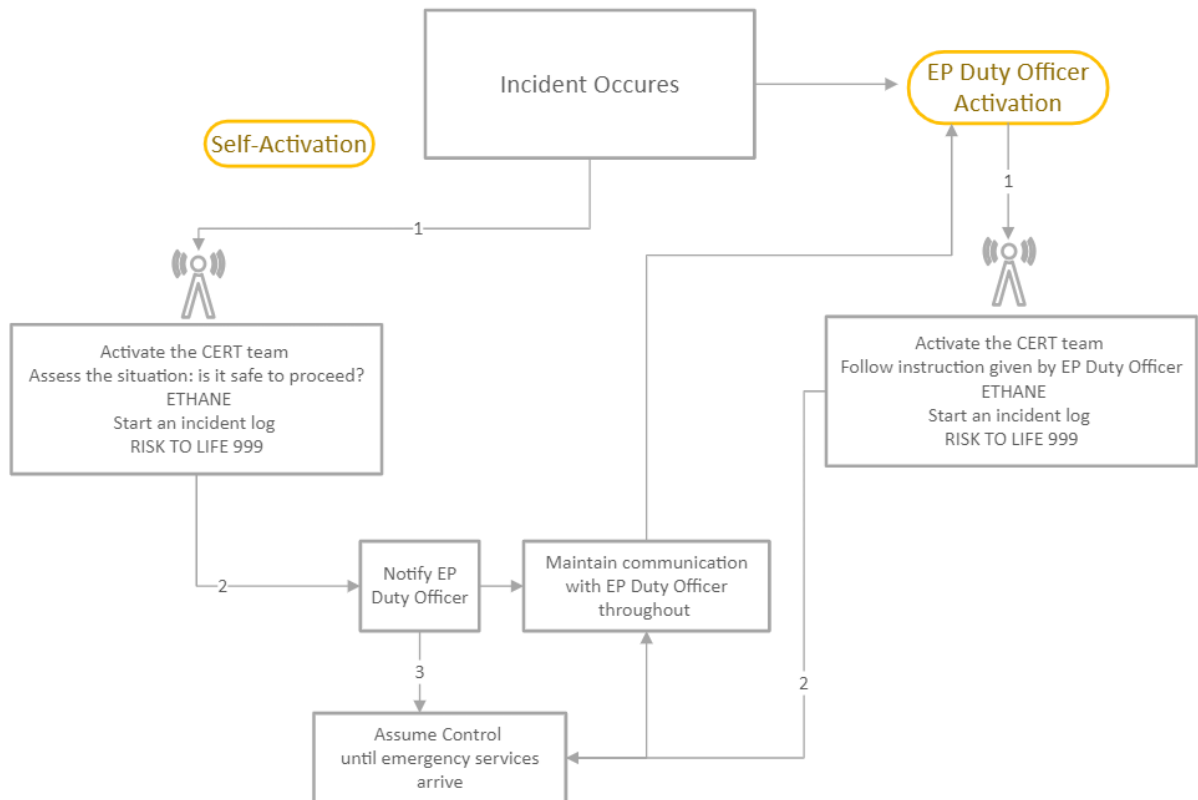 Incident Occures
EP Duty Officer
Activation
Self-Activation
1
1
Activate the CERT team
Assess the situation: is it safe to proceed?
ETHANE
Start an incident log
RISK TO LIFE 999
Activate the CERT team
Follow instruction given by EP Duty Officer
ETHANE
Start an incident log
RISK TO LIFE 999
2
Notify EP
Duty Officer
Maintain communication
with EP Duty Officer
throughout
3
2
Assume Control
until emergency services
arrive